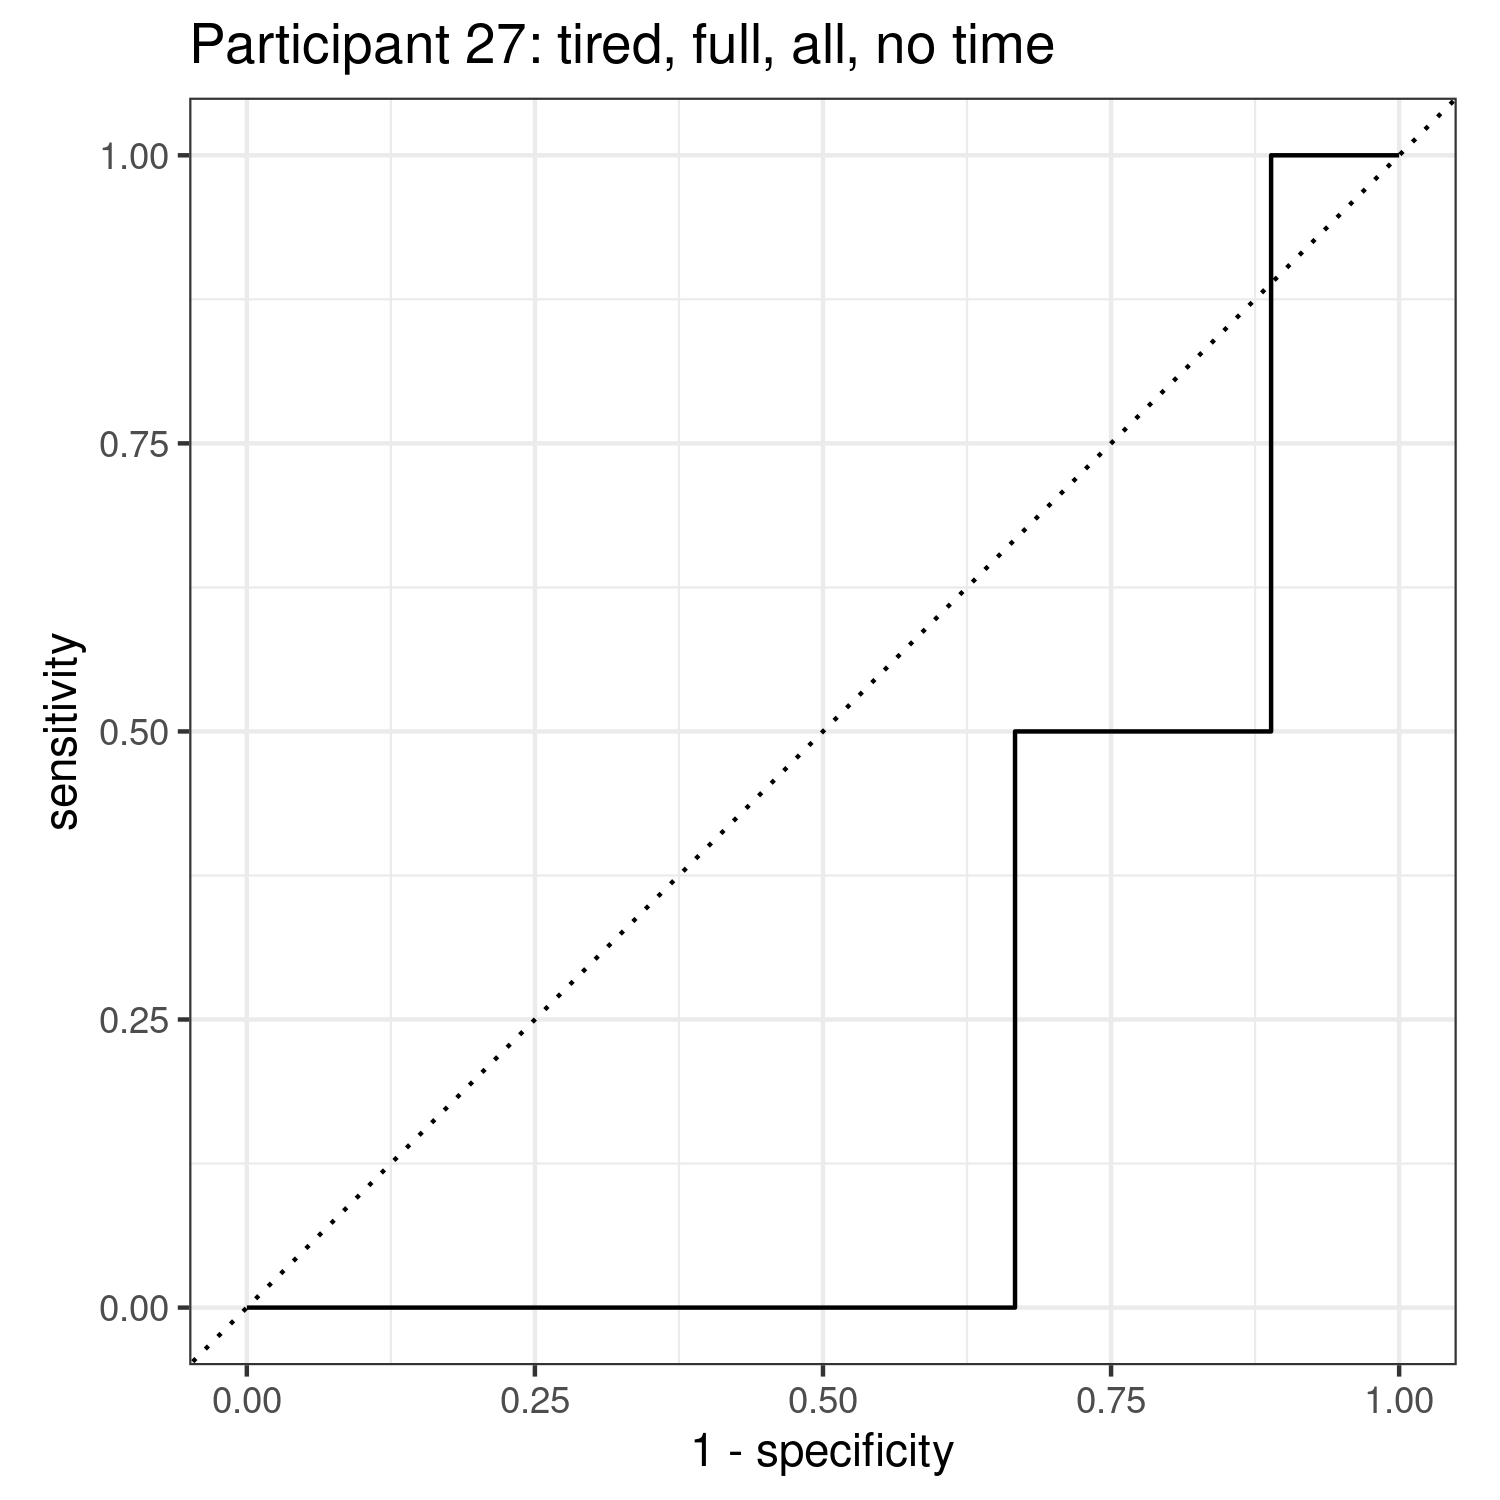 Participant 27: tired, full, all, no time
1.00
0.75
0.50
0.25
0.00
sensitivity
0.00 0.25 0.50 0.75 1.00
1 - specificity